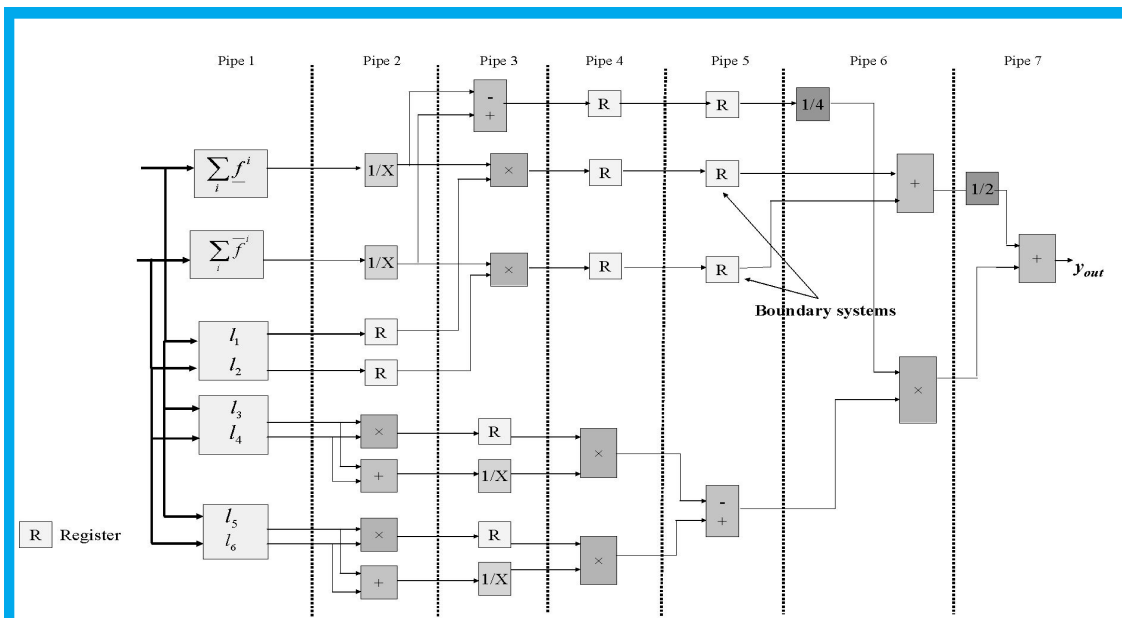 Pipe 1 Pipe 2 Pipe 3 Pipe 4 Pipe 5 Pipe 6 Pipe 7
-
+
R R 1/4
∑ i f̲ⁱ
1/X × R R + 1/2
∑ i f̅ⁱ
1/X × R R + y_out
Boundary systems
l₁ R
l₂ R
l₃ × R × ×
l₄ + 1/X
-
+
l₅ × R ×
l₆ + 1/X
R Register